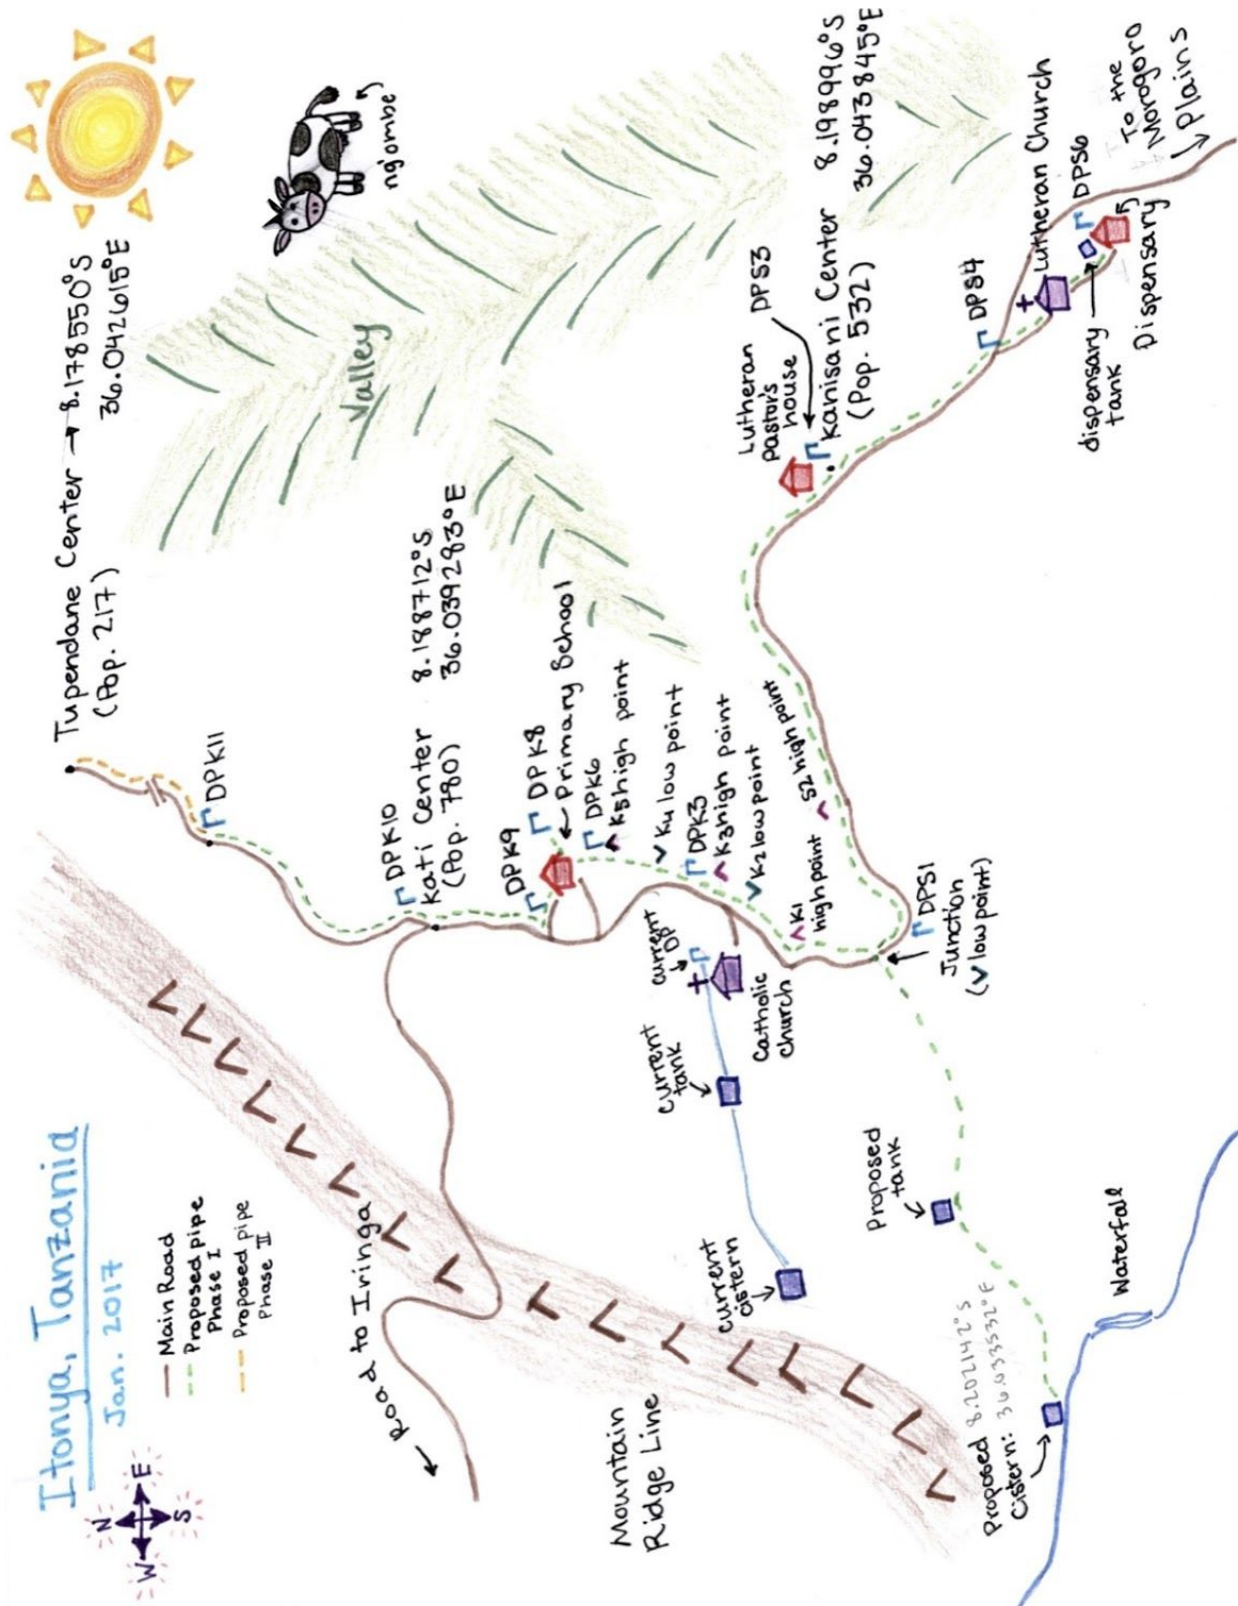 Itonya, Tanzania
Jan. 2017
N
W
E
S
Main Road
Proposed pipe
Phase I
Proposed pipe
Phase II
Tupendane Center → 8.178550°S
(Pop. 217)
36.042615°E
ngjombe
Valley
DPK11
DPK10
Kati Center
(Pop. 780)
8.188712°S
36.039283°E
DPK9
DPK8
Primary School
DPK6
K5 high point
K4 low point
DPK3
K3 high point
K2 low point
K1
high point
S2 high point
DPS1
Junction
(v low point)
Road to Iringa
Mountain
Ridge Line
current
DP
Catholic
church
current
tank
current
cistern
Proposed
tank
Proposed 8.202142°S
Cistern: 36.033532°E
Waterfall
Lutheran
pastor's
house
DPS3
Kanisani Center
(Pop. 532)
8.198996°S
36.043845°E
DPS4
Lutheran Church
DPS6
dispensary
tank
Dispensary
To the
Morogoro
Plains